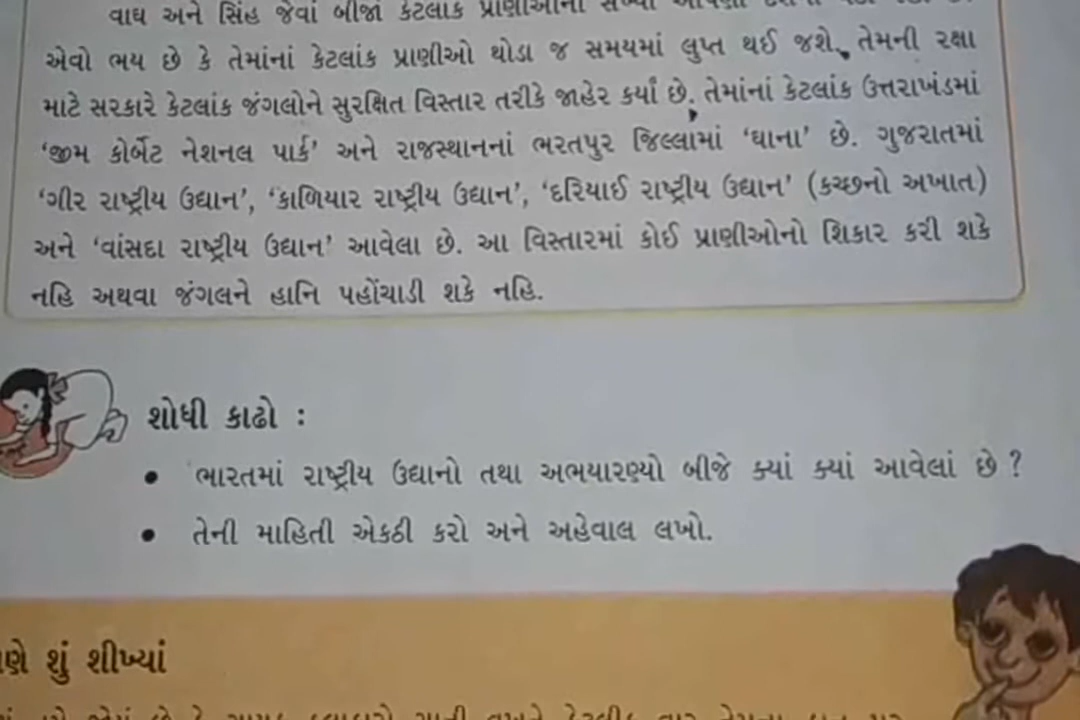 વાઘ અને સિંહ જેવાં બીજાં કેટલાંક પ્રાણીઓની સંખ્યા
એવો ભય છે કે તેમાંનાં કેટલાંક પ્રાણીઓ થોડા જ સમયમાં લુપ્ત થઈ જશે. તેમની રક્ષા
માટે સરકારે કેટલાંક જંગલોને સુરક્ષિત વિસ્તાર તરીકે જાહેર કર્યાં છે. તેમાંનાં કેટલાંક ઉત્તરાખંડમાં
‘જીમ કોર્બેટ નેશનલ પાર્ક’ અને રાજસ્થાનનાં ભરતપુર જિલ્લામાં ‘ઘાના’ છે. ગુજરાતમાં
‘ગીર રાષ્ટ્રીય ઉદ્યાન’, ‘કાળિયાર રાષ્ટ્રીય ઉદ્યાન’, ‘દરિયાઈ રાષ્ટ્રીય ઉદ્યાન’ (કચ્છનો અખાત)
અને ‘વાંસદા રાષ્ટ્રીય ઉદ્યાન’ આવેલા છે. આ વિસ્તારમાં કોઈ પ્રાણીઓનો શિકાર કરી શકે
નહિ અથવા જંગલને હાનિ પહોંચાડી શકે નહિ.
શોધી કાઢો :
• ભારતમાં રાષ્ટ્રીય ઉદ્યાનો તથા અભયારણ્યો બીજે ક્યાં ક્યાં આવેલાં છે ?
• તેની માહિતી એકઠી કરો અને અહેવાલ લખો.
શું શીખ્યાં